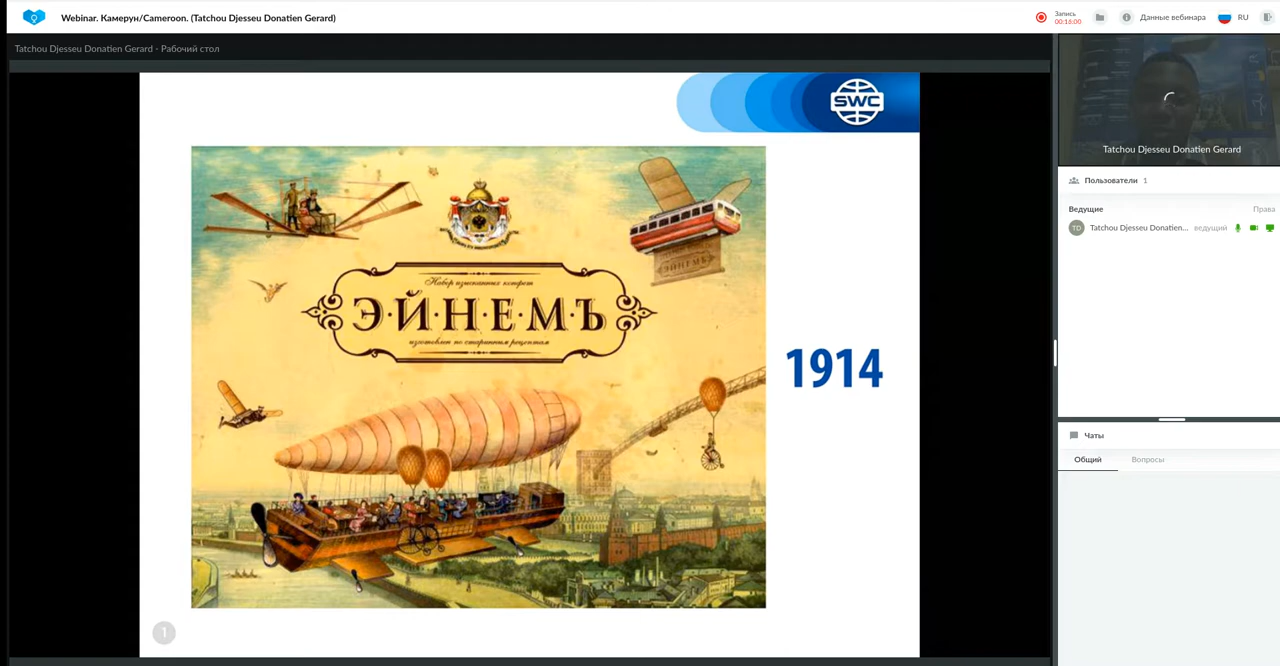 Webinar. Камерун/Cameroon. (Tatchou Djesseu Donatien Gerard)
Запись
00:16:00
Данные вебинара
RU
Tatchou Djesseu Donatien Gerard - Рабочий стол
SWC
Набор изысканных конфет
Э·Й·Н·Е·М·Ъ
изготовлен по старинным рецептам
ЭЙНЕМЪ
1914
1
Tatchou Djesseu Donatien Gerard
Пользователи 1
Ведущие
Права
TD
Tatchou Djesseu Donatien...
ведущий
Чаты
Общий
Вопросы